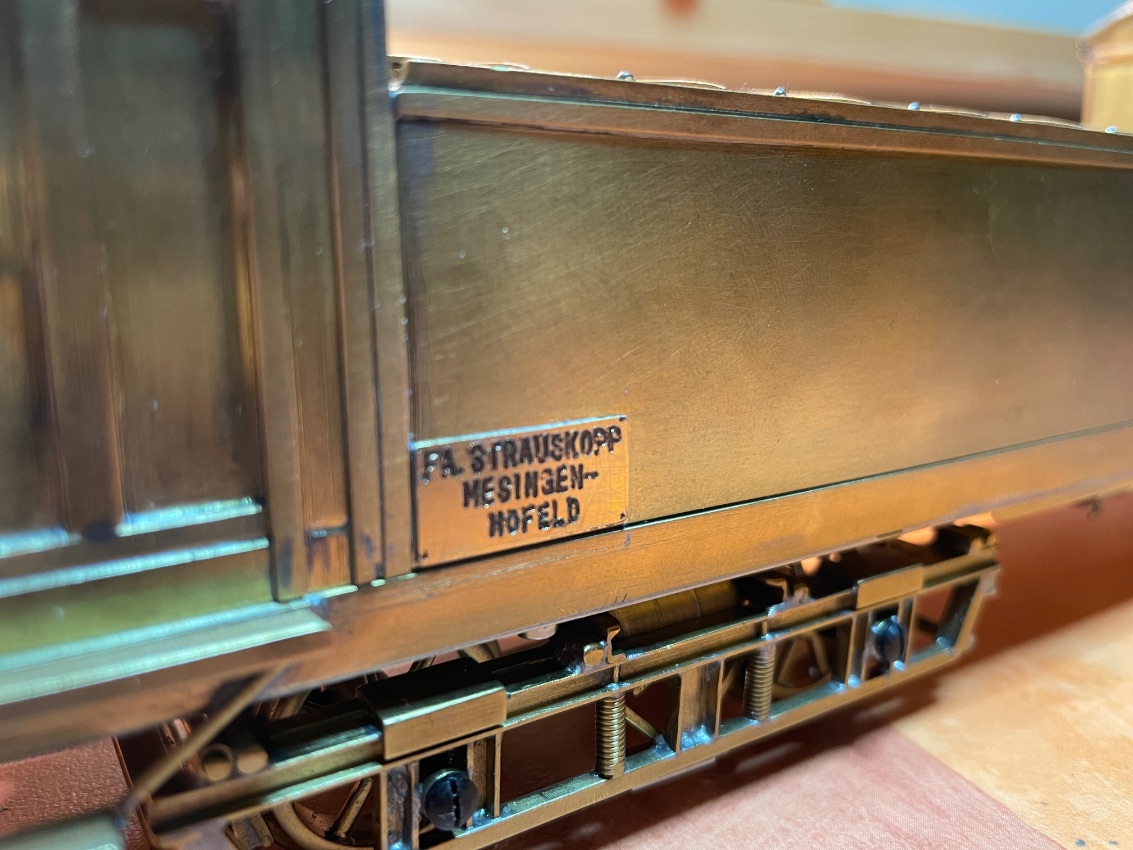 FA. STRAUSKOPP
MESINGEN-
HOFELD